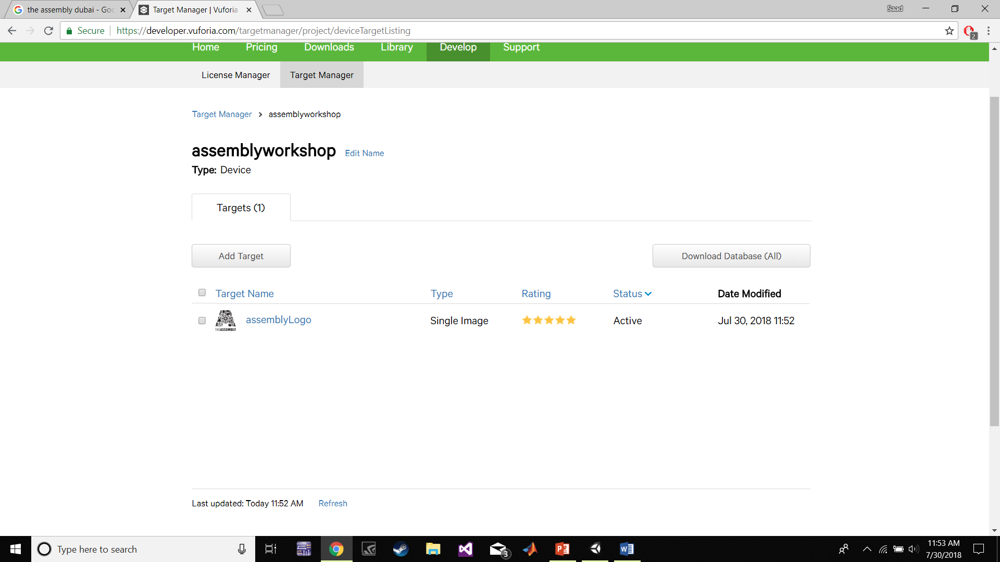 the assembly dubai - Goo
Target Manager | Vuforia
Saad
Secure
https://developer.vuforia.com/targetmanager/project/deviceTargetListing
2
Home Pricing Downloads Library Develop Support
License Manager Target Manager
Target Manager > assemblyworkshop
assemblyworkshop Edit Name
Type: Device
Targets (1)
Add Target Download Database (All)
Target Name Type Rating Status Date Modified
THEASSEMBLY
assemblyLogo Single Image Active Jul 30, 2018 11:52
Last updated: Today 11:52 AM Refresh
Type here to search
3
11:53 AM
7/30/2018